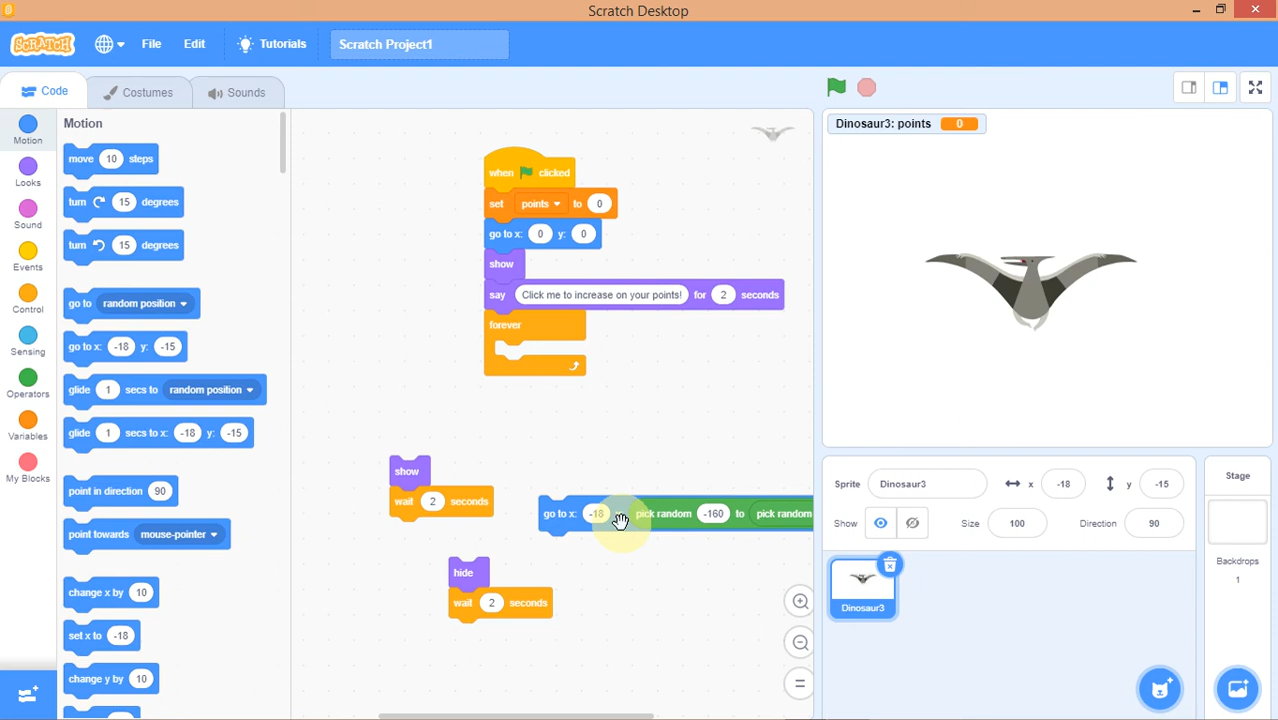 Scratch Desktop
SCRATCH File Edit Tutorials Scratch Project1
Code Costumes Sounds
Motion
Looks
Sound
Events
Control
Sensing
Operators
Variables
My Blocks
Motion
move 10 steps
turn 15 degrees
turn 15 degrees
go to random position
go to x: -18 y: -15
glide 1 secs to random position
glide 1 secs to x: -18 y: -15
point in direction 90
point towards mouse-pointer
change x by 10
set x to -18
change y by 10
when clicked
set points to 0
go to x: 0 y: 0
show
say Click me to increase on your points! for 2 seconds
forever
show
wait 2 seconds
go to x: -18 pick random -160 to pick random
hide
wait 2 seconds
Dinosaur3: points 0
Sprite Dinosaur3 x -18 y -15
Show Size 100 Direction 90
Dinosaur3
Stage
Backdrops
1